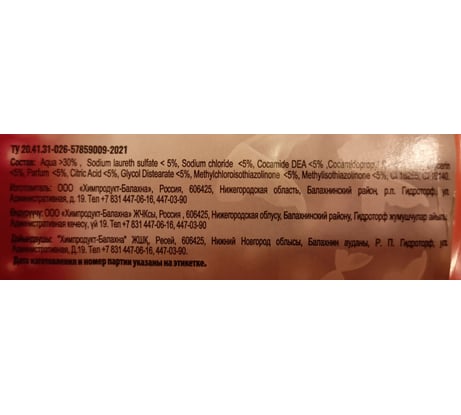 ТУ 20.41.31-026-57859009-2021
Состав: Aqua >30% , Sodium laureth sulfate < 5%, Sodium chloride <5%, Cocamide DEA <5% ,
<5%, Parfum <5%, Citric Acid <5%, Glycol Distearate <5%, Methylchloroisothiazolinone <5%, Methylisothiazolinone <5%,
Изготовитель: ООО «Химпродукт-Балахна», Россия, 606425, Нижегородская область, Балахнинский район, р.п. Гидроторф, ул.
Административная, д. 19. Тел +7 831 447-06-16, 447-03-90
Өндүрүүчү: ООО «Химпродукт-Балахна» ЖЧКсы, Россия, 606425, Нижегородская облусу, Балахнинский району, Гидроторф жумушчулар айылы,
Административная көчөсү, үй 19. Тел +7 831 447-06-16, 447-03-90
"Химпродукт-Балахна" ЖШҚ, Ресей, 606425, Нижний Новгород облысы, Балахнин ауданы, Р. П. Гидроторф, ул.
Административная, Д.19. Тел +7 831 447-06-16, 447-03-90
Дата изготовления и номер партии указаны на этикетке.